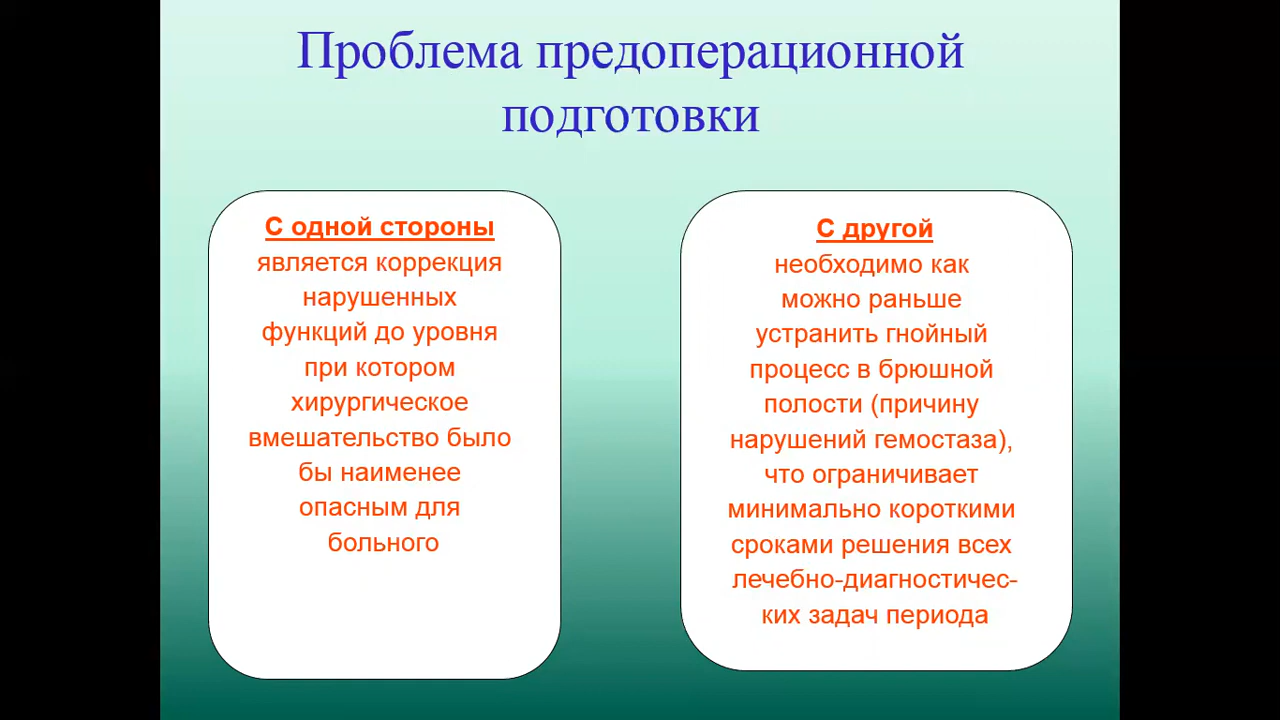 Проблема предоперационной
подготовки
С одной стороны
является коррекция
нарушенных
функций до уровня
при котором
хирургическое
вмешательство было
бы наименее
опасным для
больного
С другой
необходимо как
можно раньше
устранить гнойный
процесс в брюшной
полости (причину
нарушений гемостаза),
что ограничивает
минимально короткими
сроками решения всех
лечебно-диагностичес-
ких задач периода